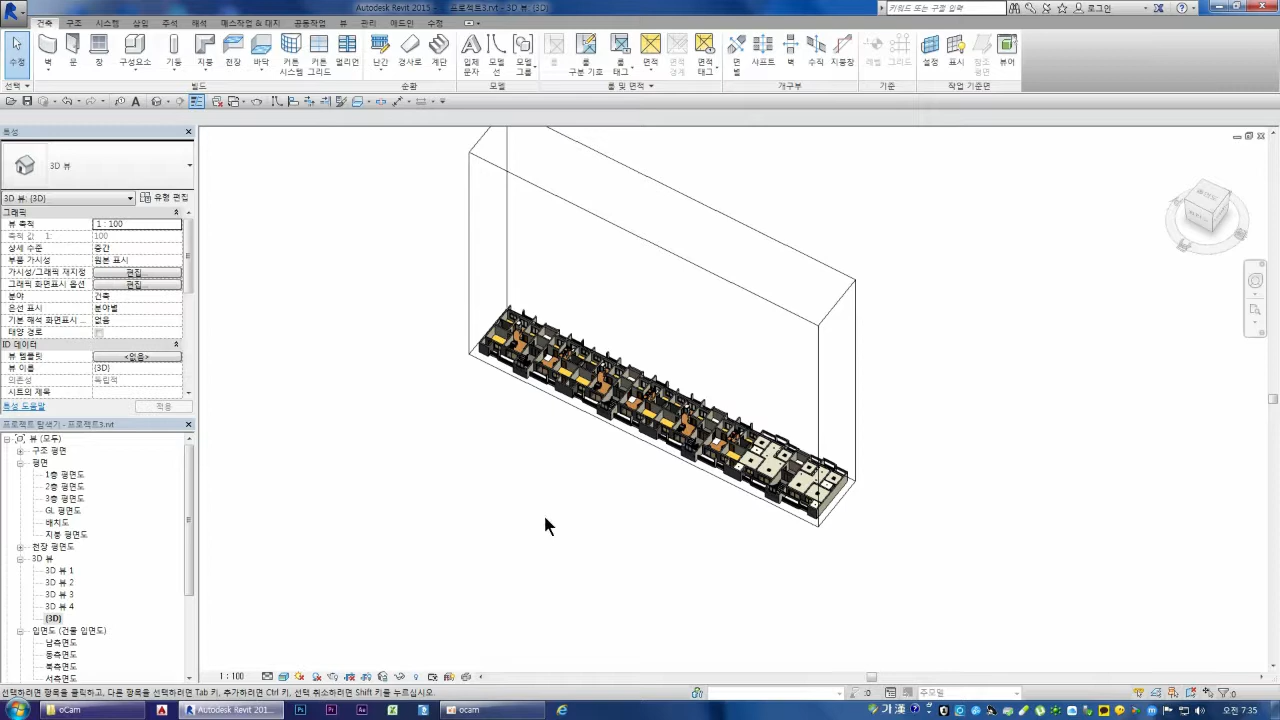 Autodesk Revit 2015 - 프로젝트3.rvt - 3D 뷰: {3D}
키워드 또는 구절 입력
로그인
건축 구조 시스템 삽입 주석 해석 매스작업 & 대지 공동작업 뷰 관리 애드인 수정
수정 벽 문 창 구성요소 기둥 지붕 천장 바닥 커튼 시스템 커튼 그리드 멀리언 난간 경사로 계단 모델 문자 모델 선 모델 그룹 룸 룸 구분 기호 룸 태그 면적 면적 경계 면적 태그 면별 샤프트 벽 수직 지붕창 레벨 그리드 설정 표시 참조 평면 뷰어
선택 빌드 순환 모델 룸 및 면적 개구부 기준 작업 기준면
특성
3D 뷰
3D 뷰: {3D} 유형 편집
그래픽
뷰 축척 1 : 100
축척 값 1: 100
상세 수준 중간
부품 가시성 원본 표시
가시성/그래픽 재지정 편집...
그래픽 화면표시 옵션 편집...
분야 건축
은선 표시 분야별
기본 해석 화면표시 ... 없음
태양 경로
ID 데이터
뷰 템플릿 <없음>
뷰 이름 {3D}
의존성 독립적
시트의 제목
특성 도움말 적용
프로젝트 탐색기 - 프로젝트3.rvt
뷰 (모두)
구조 평면
평면
1층 평면도
2층 평면도
3층 평면도
GL 평면도
배치도
지붕 평면도
천장 평면도
3D 뷰
3D 뷰 1
3D 뷰 2
3D 뷰 3
3D 뷰 4
{3D}
입면도 (건물 입면도)
남측면도
동측면도
북측면도
서측면도
1 : 100
선택하려면 항목을 클릭하고, 다른 항목을 선택하려면 Tab 키, 추가하려면 Ctrl 키, 선택 취소하려면 Shift 키를 누르십시오.
:0 주모델 :0
oCam Autodesk Revit 201... ocam 가 漢 오전 7:35